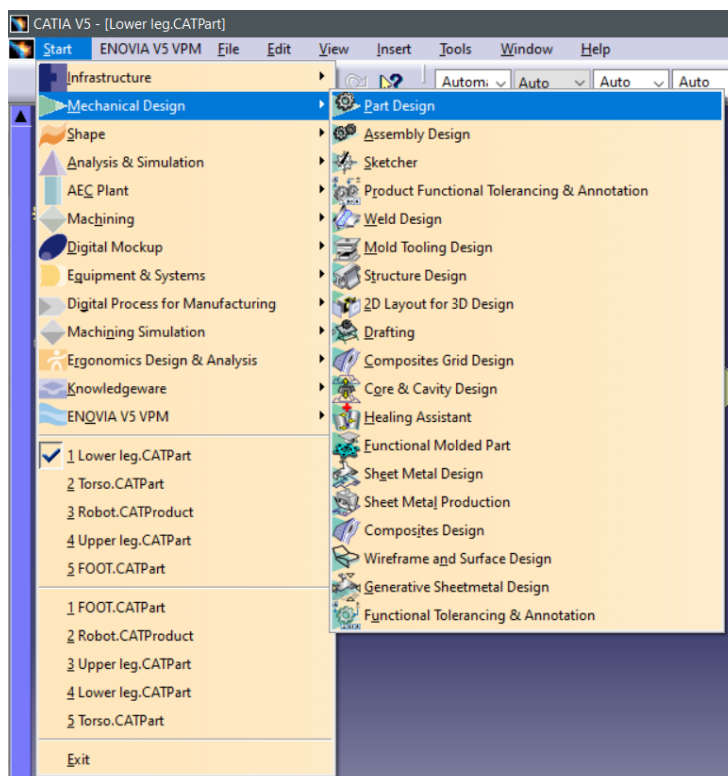 CATIA V5 - [Lower leg.CATPart]
Start ENOVIA V5 VPM File Edit View Insert Tools Window Help
Auto Auto Auto
Infrastructure
Mechanical Design
Shape
Analysis & Simulation
AEC Plant
Machining
Digital Mockup
Equipment & Systems
Digital Process for Manufacturing
Machining Simulation
Ergonomics Design & Analysis
Knowledgeware
ENOVIA V5 VPM
1 Lower leg.CATPart
2 Torso.CATPart
3 Robot.CATProduct
4 Upper leg.CATPart
5 FOOT.CATPart
1 FOOT.CATPart
2 Robot.CATProduct
3 Upper leg.CATPart
4 Lower leg.CATPart
5 Torso.CATPart
Exit
Part Design
Assembly Design
Sketcher
Product Functional Tolerancing & Annotation
Weld Design
Mold Tooling Design
Structure Design
2D Layout for 3D Design
Drafting
Composites Grid Design
Core & Cavity Design
Healing Assistant
Functional Molded Part
Sheet Metal Design
Sheet Metal Production
Composites Design
Wireframe and Surface Design
Generative Sheetmetal Design
Functional Tolerancing & Annotation